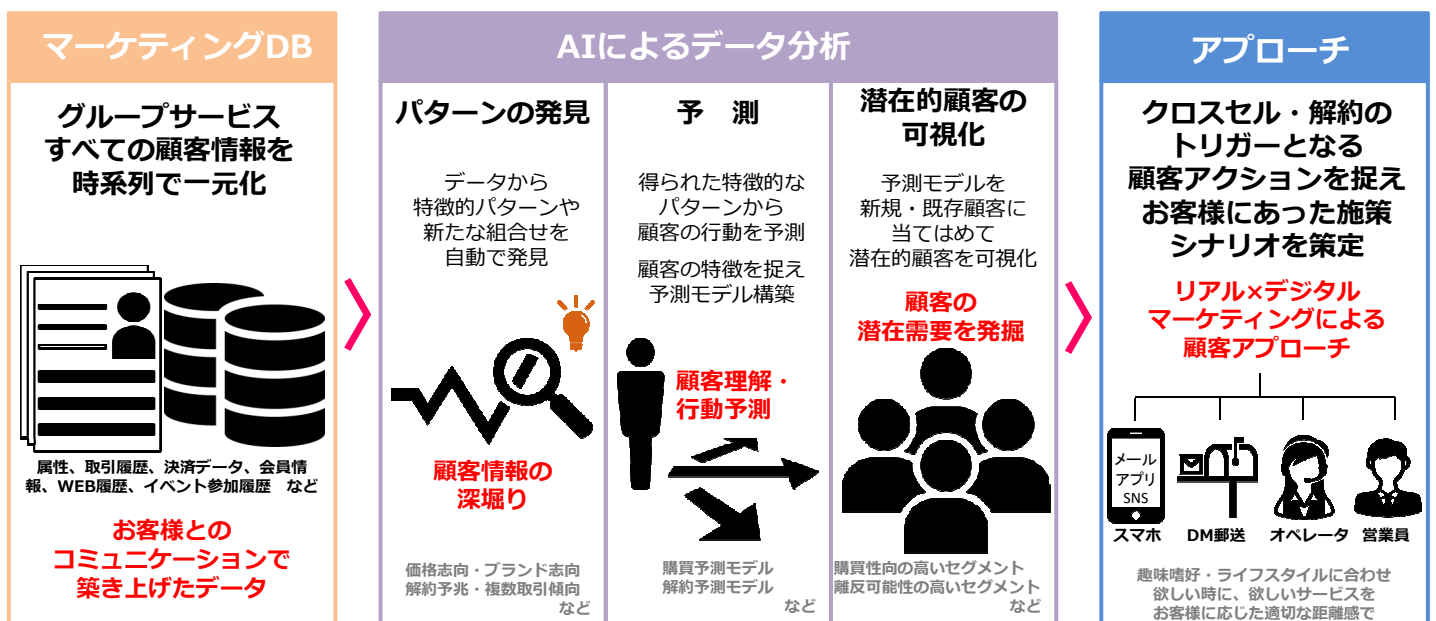 マーケティングDB
グループサービス
すべての顧客情報を
時系列で一元化
属性、取引履歴、決済データ、会員情
報、WEB履歴、イベント参加履歴　など
お客様との
コミュニケーションで
築き上げたデータ
AIによるデータ分析
パターンの発見
データから
特徴的パターンや
新たな組合せを
自動で発見
顧客情報の
深堀り
価格志向・ブランド志向
解約予兆・複数取引傾向
など
予　測
得られた特徴的な
パターンから
顧客の行動を予測
顧客の特徴を捉え
予測モデル構築
顧客理解・
行動予測
購買予測モデル
解約予測モデル
など
潜在的顧客の
可視化
予測モデルを
新規・既存顧客に
当てはめて
潜在的顧客を可視化
顧客の
潜在需要を発掘
購買性向の高いセグメント
離反可能性の高いセグメント
など
アプローチ
クロスセル・解約の
トリガーとなる
顧客アクションを捉え
お客様にあった施策
シナリオを策定
リアル×デジタル
マーケティングによる
顧客アプローチ
メール
アプリ
SNS
スマホ
DM郵送
オペレータ
営業員
趣味嗜好・ライフスタイルに合わせ
欲しい時に、欲しいサービスを
お客様に応じた適切な距離感で